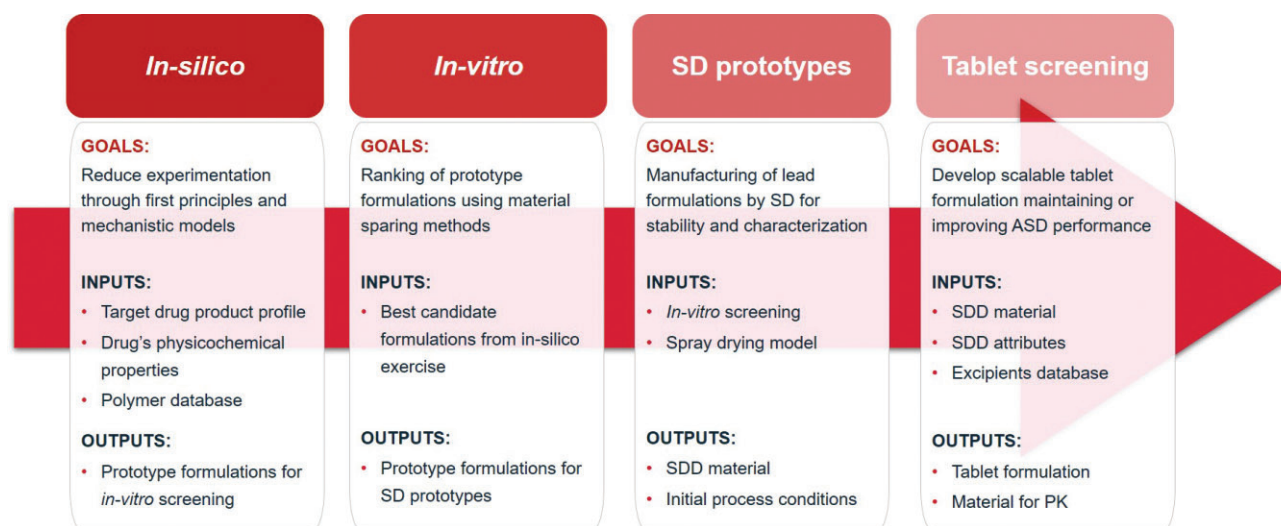 In-silico
GOALS:
Reduce experimentation
through first principles and
mechanistic models
INPUTS:
• Target drug product profile
• Drug's physicochemical
properties
• Polymer database
OUTPUTS:
• Prototype formulations for
in-vitro screening
In-vitro
GOALS:
Ranking of prototype
formulations using material
sparing methods
INPUTS:
• Best candidate
formulations from in-silico
exercise
OUTPUTS:
• Prototype formulations for
SD prototypes
SD prototypes
GOALS:
Manufacturing of lead
formulations by SD for
stability and characterization
INPUTS:
• In-vitro screening
• Spray drying model
OUTPUTS:
• SDD material
• Initial process conditions
Tablet screening
GOALS:
Develop scalable tablet
formulation maintaining or
improving ASD performance
INPUTS:
• SDD material
• SDD attributes
• Excipients database
OUTPUTS:
• Tablet formulation
• Material for PK